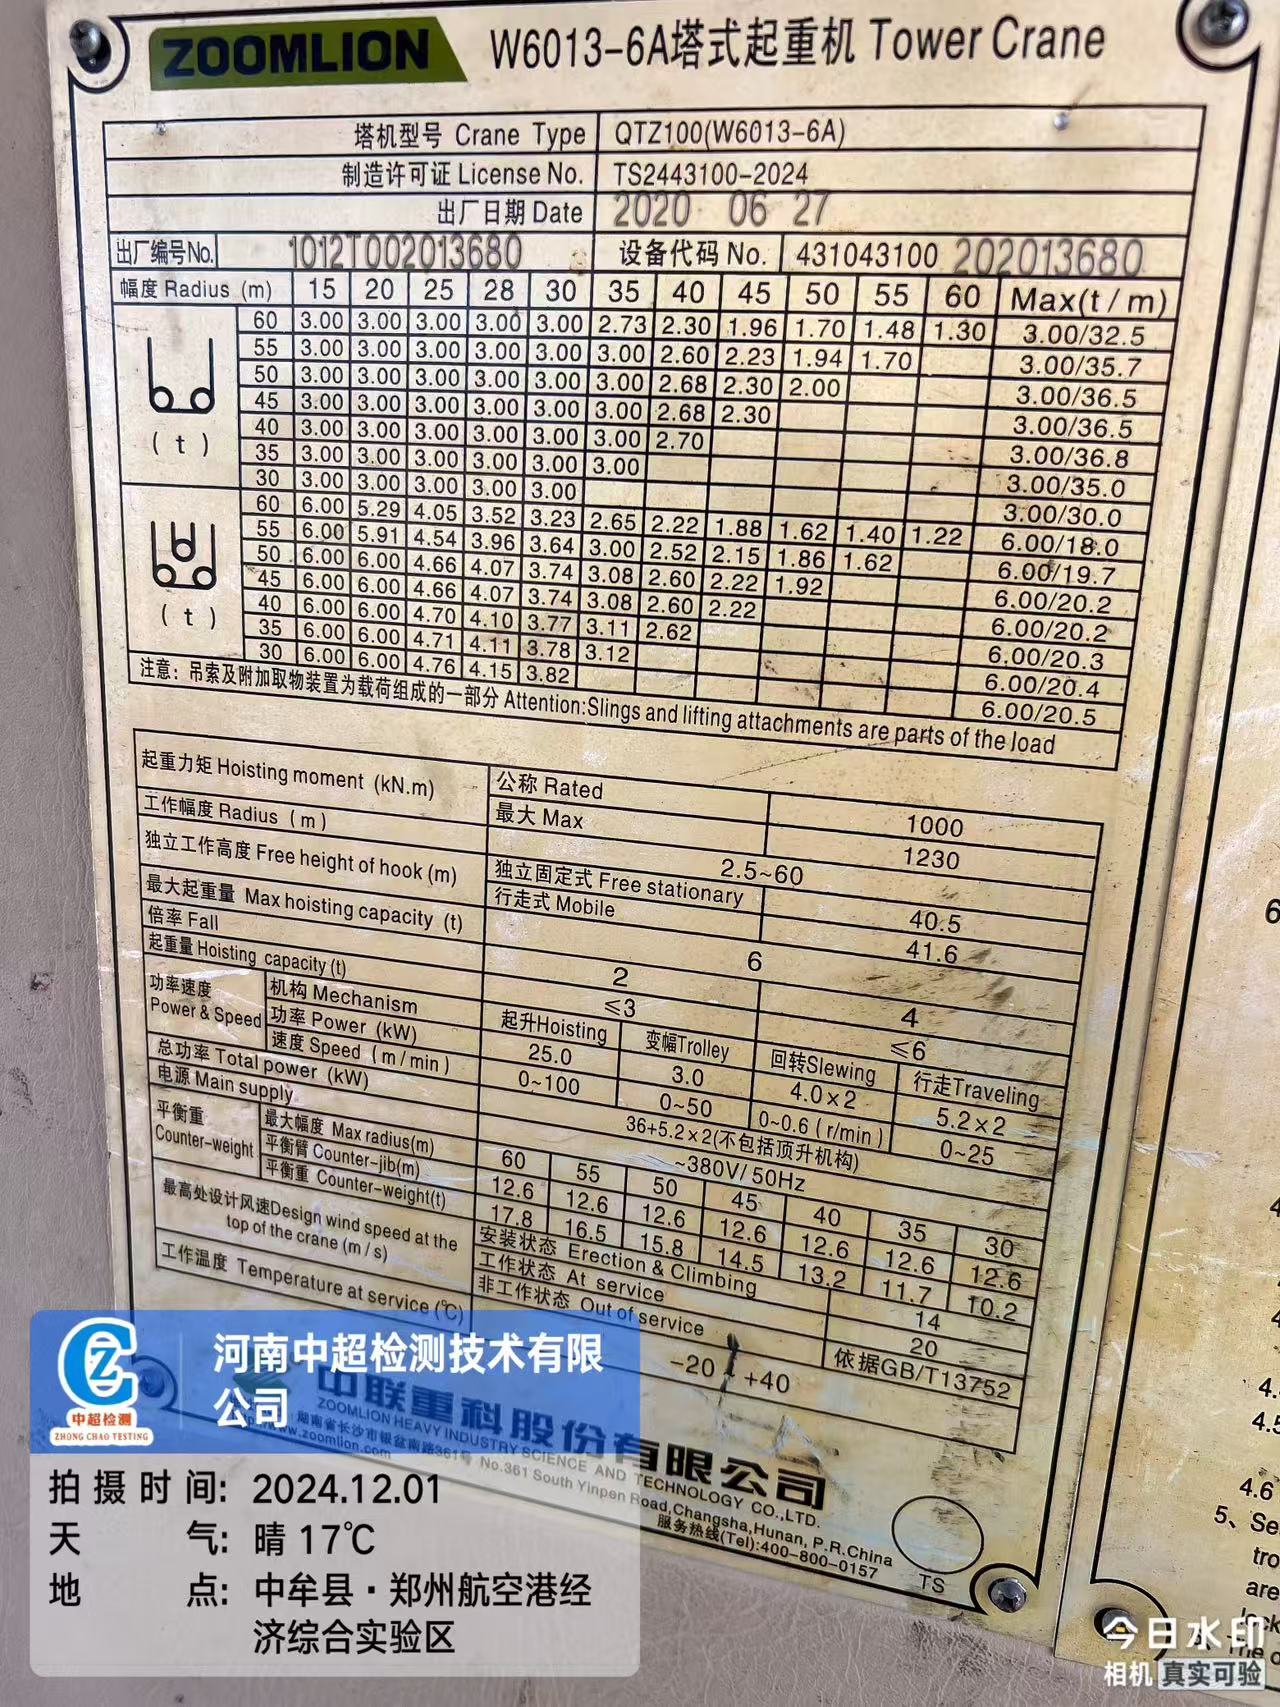 ZOOMLION W6013-6A塔式起重机 Tower Crane
塔机型号 Crane Type QTZ100(W6013-6A)
制造许可证 License No. TS2443100-2024
出厂日期 Date 2020 06 27
出厂编号No. 1012T002013680 设备代码 No. 431043100 202013680
幅度 Radius (m) 15 20 25 28 30 35 40 45 50 55 60 Max(t/m)
60 3.00 3.00 3.00 3.00 3.00 2.73 2.30 1.96 1.70 1.48 1.30 3.00/32.5
55 3.00 3.00 3.00 3.00 3.00 3.00 2.60 2.23 1.94 1.70 3.00/35.7
50 3.00 3.00 3.00 3.00 3.00 3.00 2.68 2.30 2.00 3.00/36.5
45 3.00 3.00 3.00 3.00 3.00 3.00 2.68 2.30 3.00/36.5
(t)
40 3.00 3.00 3.00 3.00 3.00 3.00 2.70 3.00/36.8
35 3.00 3.00 3.00 3.00 3.00 3.00 3.00/35.0
30 3.00 3.00 3.00 3.00 3.00 3.00/30.0
60 6.00 5.29 4.05 3.52 3.23 2.65 2.22 1.88 1.62 1.40 1.22 6.00/18.0
55 6.00 5.91 4.54 3.96 3.64 3.00 2.52 2.15 1.86 1.62 6.00/19.7
50 6.00 6.00 4.66 4.07 3.74 3.08 2.60 2.22 1.92 6.00/20.2
45 6.00 6.00 4.66 4.07 3.74 3.08 2.60 2.22 6.00/20.2
(t)
40 6.00 6.00 4.70 4.10 3.77 3.11 2.62 6.00/20.3
35 6.00 6.00 4.71 4.11 3.78 3.12 6.00/20.4
30 6.00 6.00 4.76 4.15 3.82 6.00/20.5
注意：吊索及附加取物装置为载荷组成的一部分 Attention:Slings and lifting attachments are parts of the load
起重力矩 Hoisting moment (kN.m) 公称 Rated 1000
最大 Max 1230
工作幅度 Radius (m) 2.5~60
独立工作高度 Free height of hook (m) 独立固定式 Free stationary 40.5
行走式 Mobile 41.6
最大起重量 Max hoisting capacity (t) 6
倍率 Fall 2 4
起重量 Hoisting capacity (t) ≤3 ≤6
功率速度 Power & Speed
机构 Mechanism 起升Hoisting 变幅Trolley 回转Slewing 行走Traveling
功率 Power (kW) 25.0 3.0 4.0×2 5.2×2
速度 Speed (m/min) 0~100 0~50 0~0.6 (r/min) 0~25
总功率 Total power (kW) 36+5.2×2(不包括顶升机构)
电源 Main supply ~380V/50Hz
平衡重 Counter-weight
最大幅度 Max radius(m) 60 55 50 45 40 35 30
平衡臂 Counter-jib(m) 12.6 12.6 12.6 12.6 12.6 12.6 12.6
平衡重 Counter-weight(t) 17.8 16.5 15.8 14.5 13.2 11.7 10.2
最高处设计风速Design wind speed at the
top of the crane (m/s)
安装状态 Erection & Climbing 14
工作状态 At service 20
非工作状态 Out of service 依据GB/T13752
工作温度 Temperature at service (℃) -20 +40
中联重科股份有限公司
ZOOMLION HEAVY INDUSTRY SCIENCE AND TECHNOLOGY CO.,LTD.
湖南省长沙市银盆南路361号 No.361 South Yinpen Road,Changsha,Hunan, P.R.China
www.zoomlion.com 服务热线(Tel):400-800-0157
TS
4.6
5、Se
tro
are
中超检测
ZHONG CHAO TESTING
河南中超检测技术有限
公司
拍摄时间: 2024.12.01
天气: 晴 17℃
地点: 中牟县·郑州航空港经
济综合实验区
今日水印
相机 真实可验